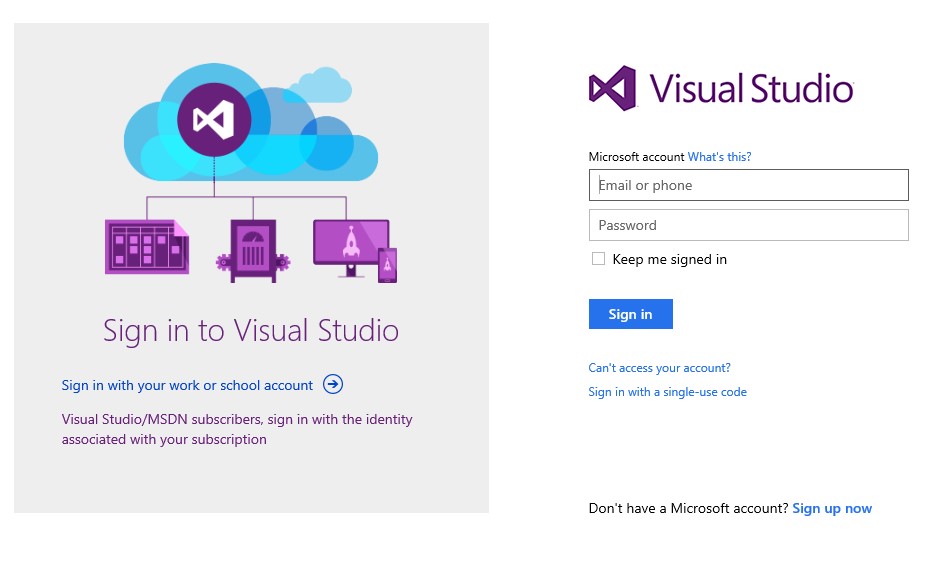 Sign in to Visual Studio
Sign in with your work or school account
Visual Studio/MSDN subscribers, sign in with the identity
associated with your subscription
Visual Studio
Microsoft account What's this?
Email or phone
Password
Keep me signed in
Sign in
Can't access your account?
Sign in with a single-use code
Don't have a Microsoft account? Sign up now